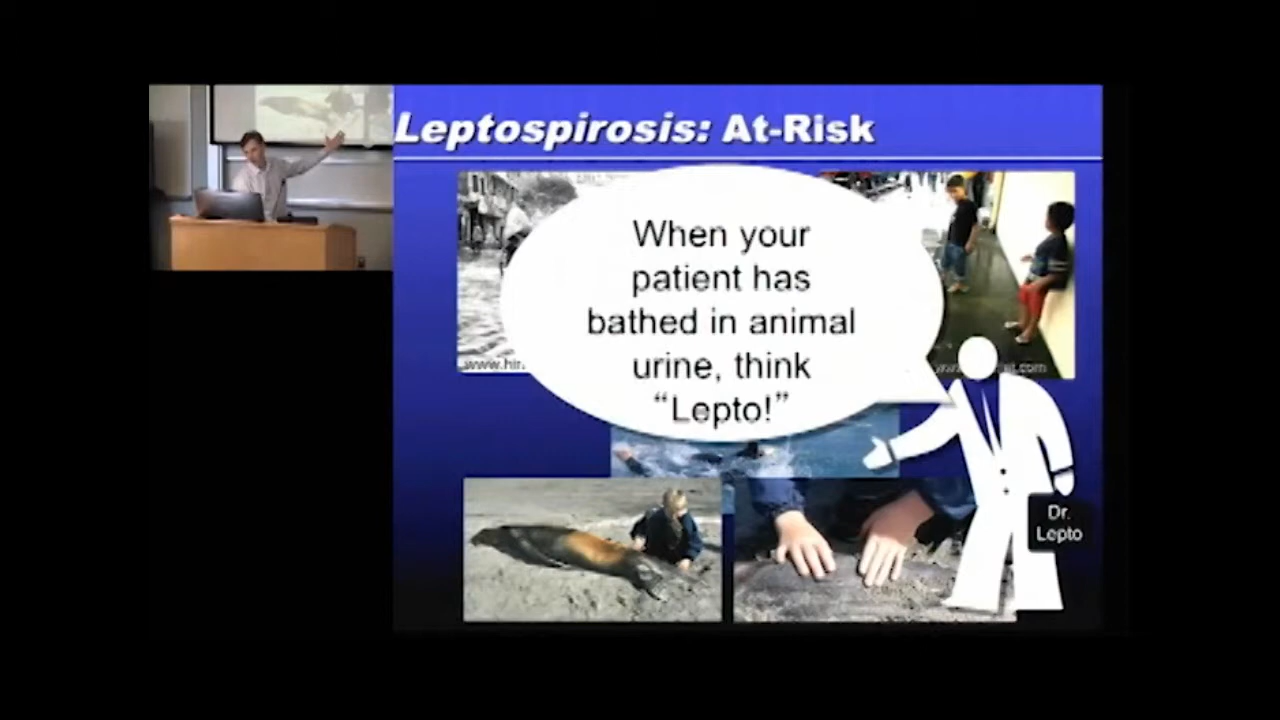 Leptospirosis: At-Risk
When your
patient has
bathed in animal
urine, think
“Lepto!”
Dr.
Lepto